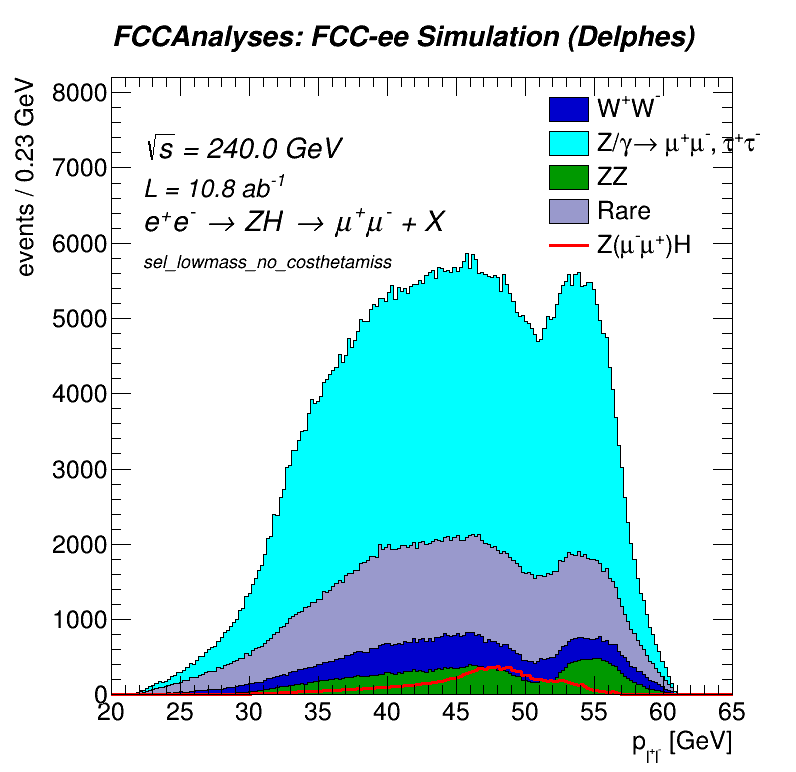 FCCAnalyses: FCC-ee Simulation (Delphes)
events / 0.23 GeV
8000
7000
6000
5000
4000
3000
2000
1000
0
√s = 240.0 GeV
L = 10.8 ab⁻¹
e⁺e⁻ → ZH → μ⁺μ⁻ + X
sel_lowmass_no_costhetamiss
W⁺W⁻
Z/γ→ μ⁺μ⁻, τ⁺τ⁻
ZZ
Rare
Z(μ⁻μ⁺)H
20 25 30 35 40 45 50 55 60 65
p_l⁺l⁻ [GeV]